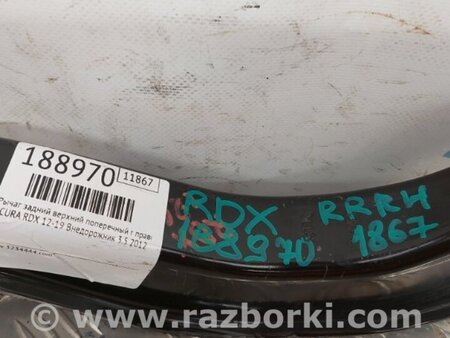 188970
11867
Рычаг задний верхний поперечный прав
CURA RDX 12-19 Внедорожник 3.5 2012
RDX
188970
RRRH
1867
www.razborki.com